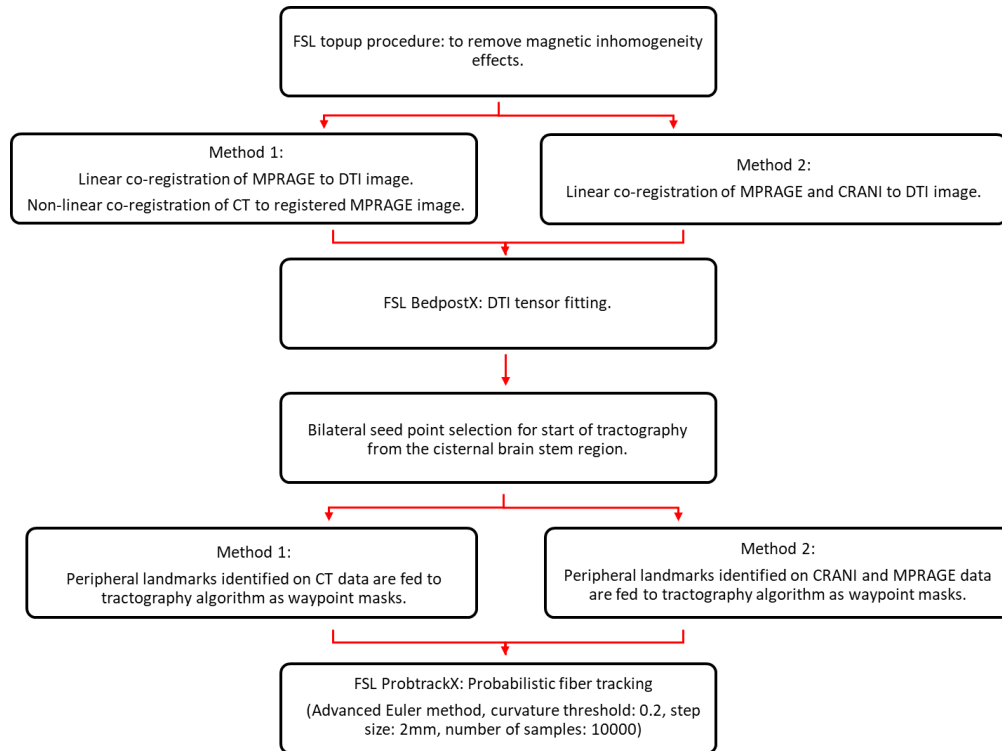 FSL topup procedure: to remove magnetic inhomogeneity
effects.
Method 1:
Linear co-registration of MPRAGE to DTI image.
Non-linear co-registration of CT to registered MPRAGE image.
Method 2:
Linear co-registration of MPRAGE and CRANI to DTI image.
FSL BedpostX: DTI tensor fitting.
Bilateral seed point selection for start of tractography
from the cisternal brain stem region.
Method 1:
Peripheral landmarks identified on CT data are fed to
tractography algorithm as waypoint masks.
Method 2:
Peripheral landmarks identified on CRANI and MPRAGE data
are fed to tractography algorithm as waypoint masks.
FSL ProbtrackX: Probabilistic fiber tracking
(Advanced Euler method, curvature threshold: 0.2, step
size: 2mm, number of samples: 10000)